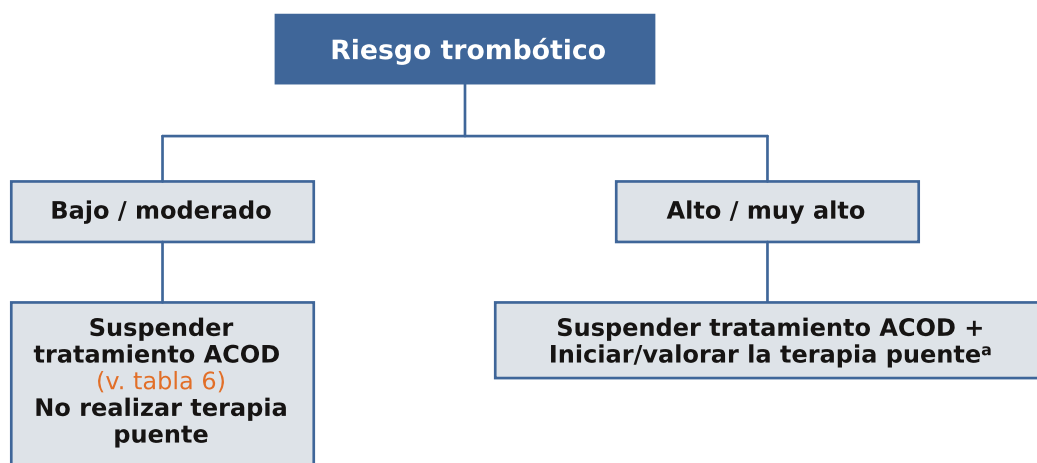 Riesgo trombótico
Bajo / moderado
Alto / muy alto
Suspender
tratamiento ACOD
(v. tabla 6)
No realizar terapia
puente
Suspender tratamiento ACOD +
Iniciar/valorar la terapia puenteª